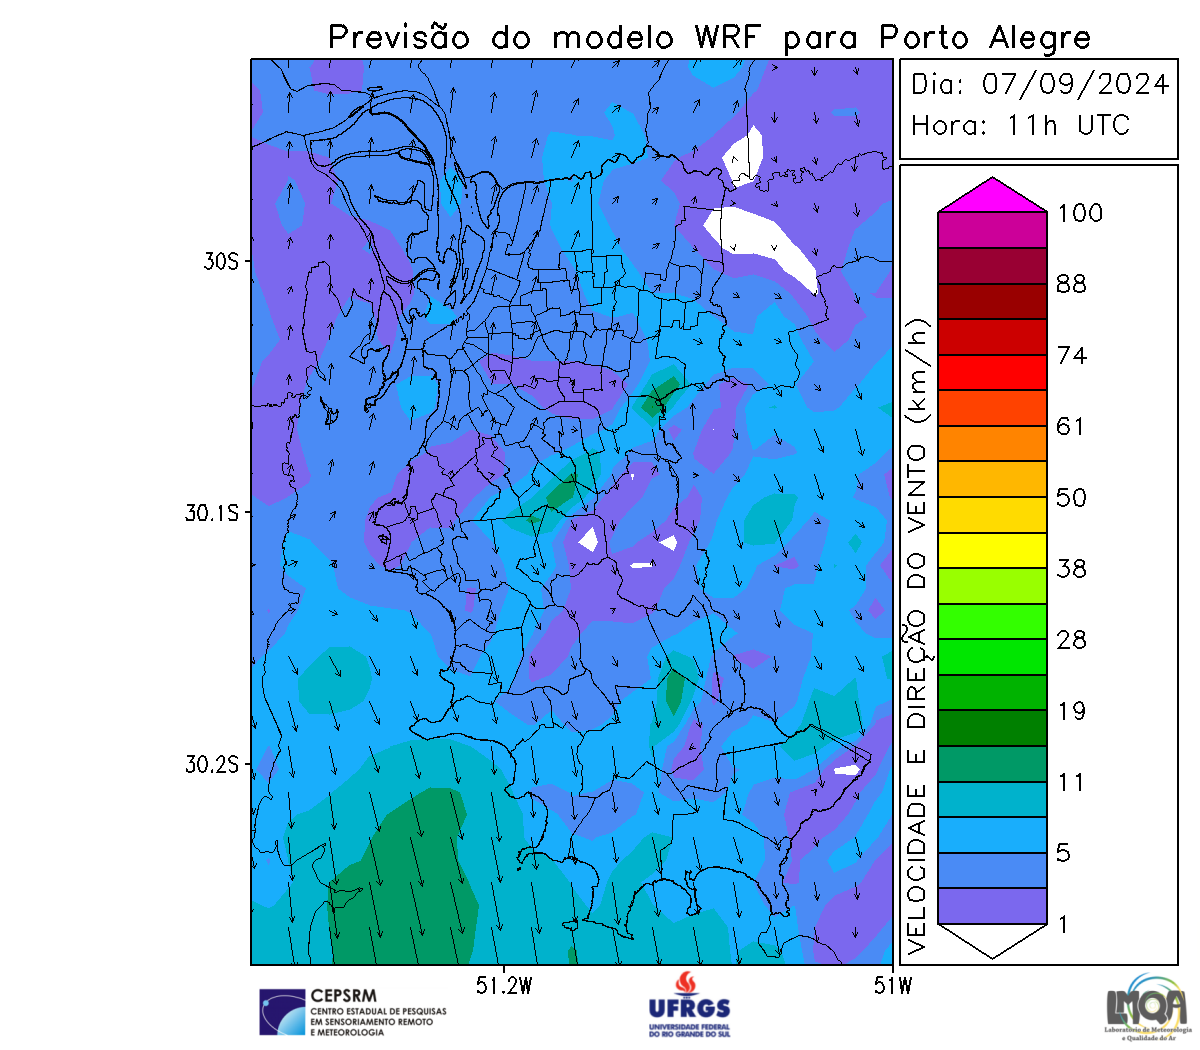 Previsão do modelo WRF para Porto Alegre
Dia: 07/09/2024
Hora: 11h UTC
30S
30.1S
30.2S
51.2W
51W
VELOCIDADE E DIREÇÃO DO VENTO (km/h)
100
88
74
61
50
38
28
19
11
5
1
CEPSRM
CENTRO ESTADUAL DE PESQUISAS
EM SENSORIAMENTO REMOTO
E METEOROLOGIA
UFRGS
UNIVERSIDADE FEDERAL
DO RIO GRANDE DO SUL
LMQA
Laboratório de Meteorologia
e Qualidade do Ar